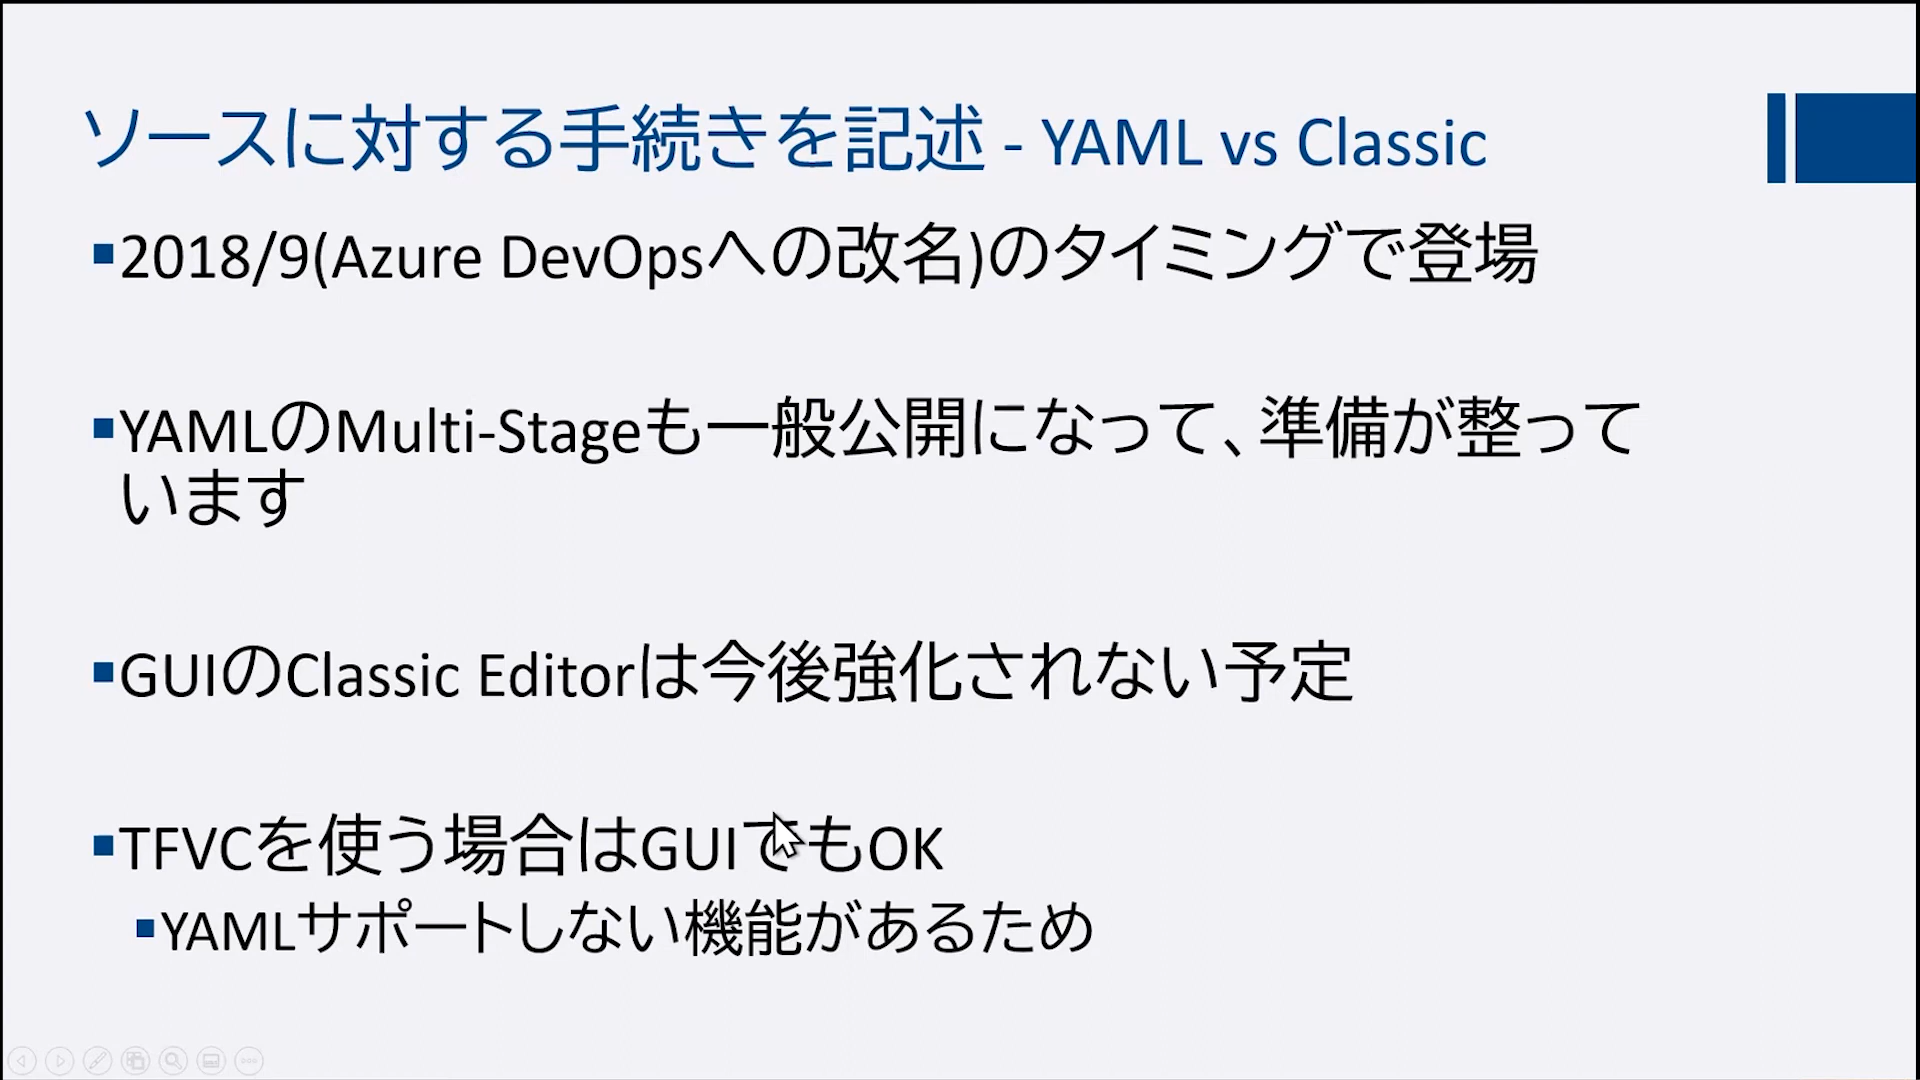 ソースに対する手続きを記述 - YAML vs Classic
▪2018/9(Azure DevOpsへの改名)のタイミングで登場
▪YAMLのMulti-Stageも一般公開になって、準備が整って
います
▪GUIのClassic Editorは今後強化されない予定
▪TFVCを使う場合はGUIでもOK
▪YAMLサポートしない機能があるため